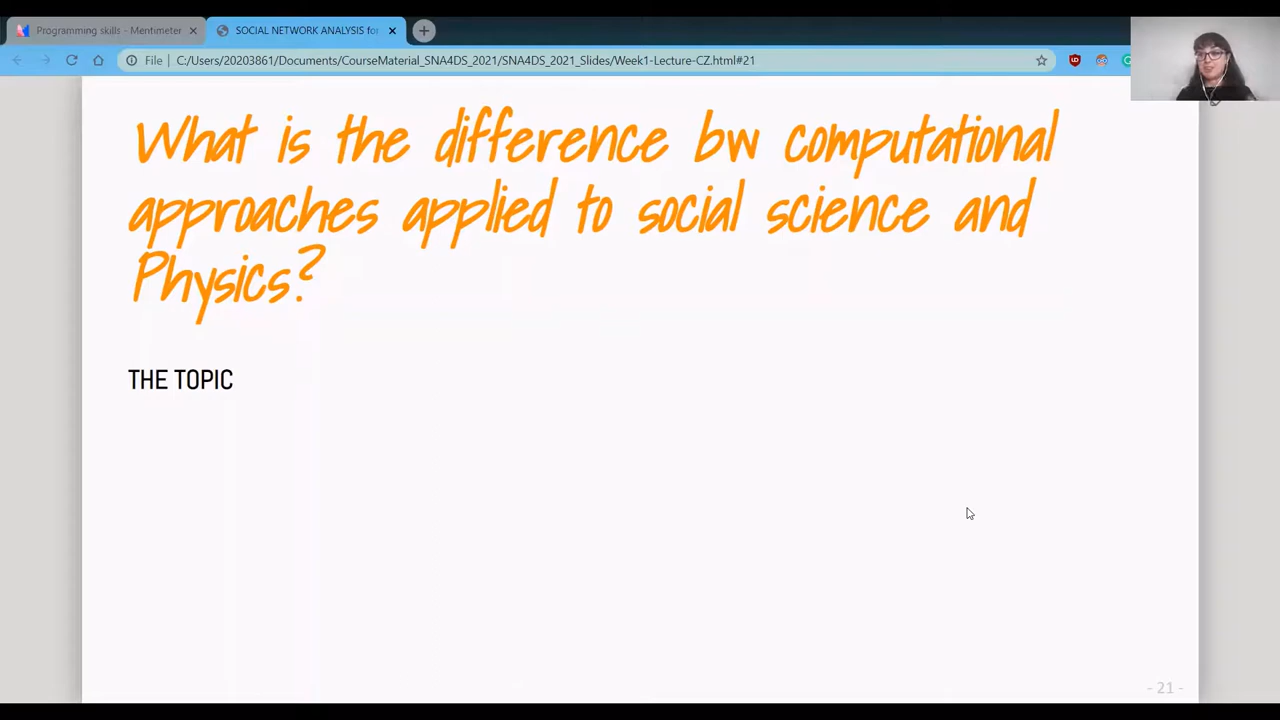 Programming skills - Mentimeter
SOCIAL NETWORK ANALYSIS for
File
C:/Users/20203861/Documents/CourseMaterial_SNA4DS_2021/SNA4DS_2021_Slides/Week1-Lecture-CZ.html#21
What is the difference bw computational
approaches applied to social science and
Physics?
THE TOPIC
- 21 -